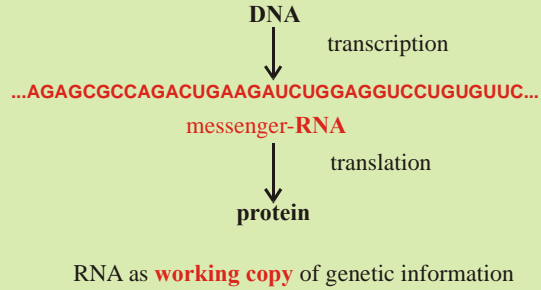 DNA
transcription
...AGAGCGCCAGACUGAAGAUCUGGAGGUCCUGUGUUC...
messenger-RNA
translation
protein
RNA as working copy of genetic information